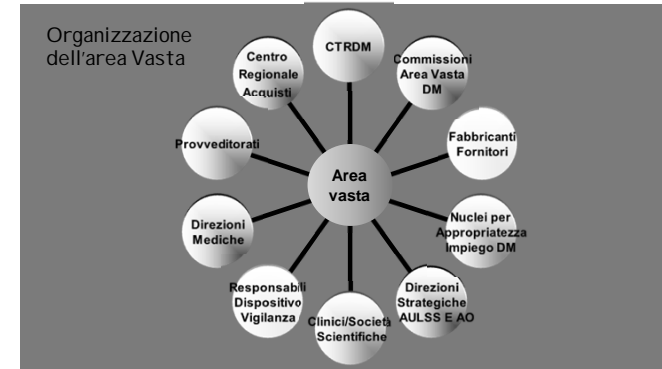 Organizzazione
dell'area Vasta
CTRDM
Centro
Regionale
Acquisti
Commissioni
Area Vasta
DM
Provveditorati
Fabbricanti
Fornitori
Area
vasta
Direzioni
Mediche
Nuclei per
Appropriatezza
Impiego DM
Responsabili
Dispositivo
Vigilanza
Clinici/Società
Scientifiche
Direzioni
Strategiche
AULSS E AO